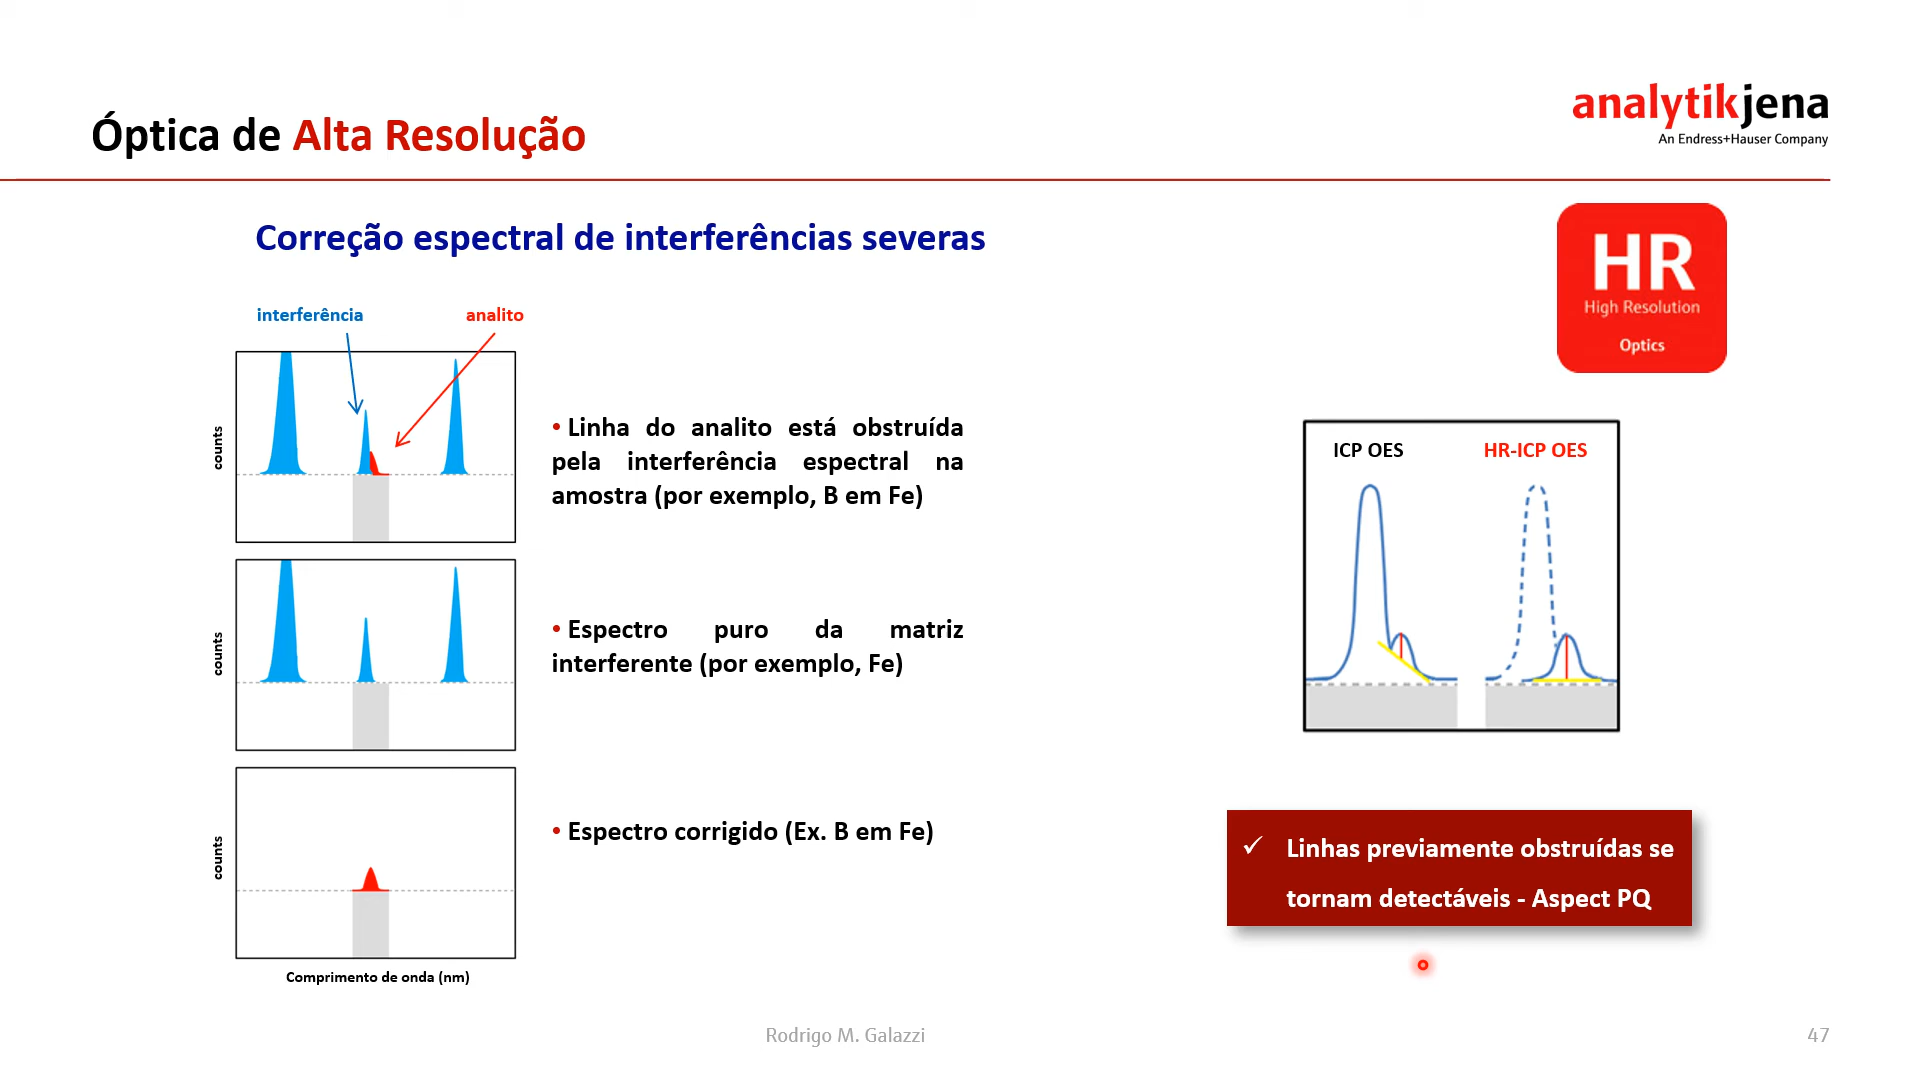 analytikjena
An Endress+Hauser Company
Óptica de Alta Resolução
Correção espectral de interferências severas
HR
High Resolution
Optics
interferência
analito
counts
• Linha do analito está obstruída
pela interferência espectral na
amostra (por exemplo, B em Fe)
counts
• Espectro puro da matriz
interferente (por exemplo, Fe)
counts
• Espectro corrigido (Ex. B em Fe)
Comprimento de onda (nm)
ICP OES
HR-ICP OES
✓ Linhas previamente obstruídas se
tornam detectáveis - Aspect PQ
Rodrigo M. Galazzi
47